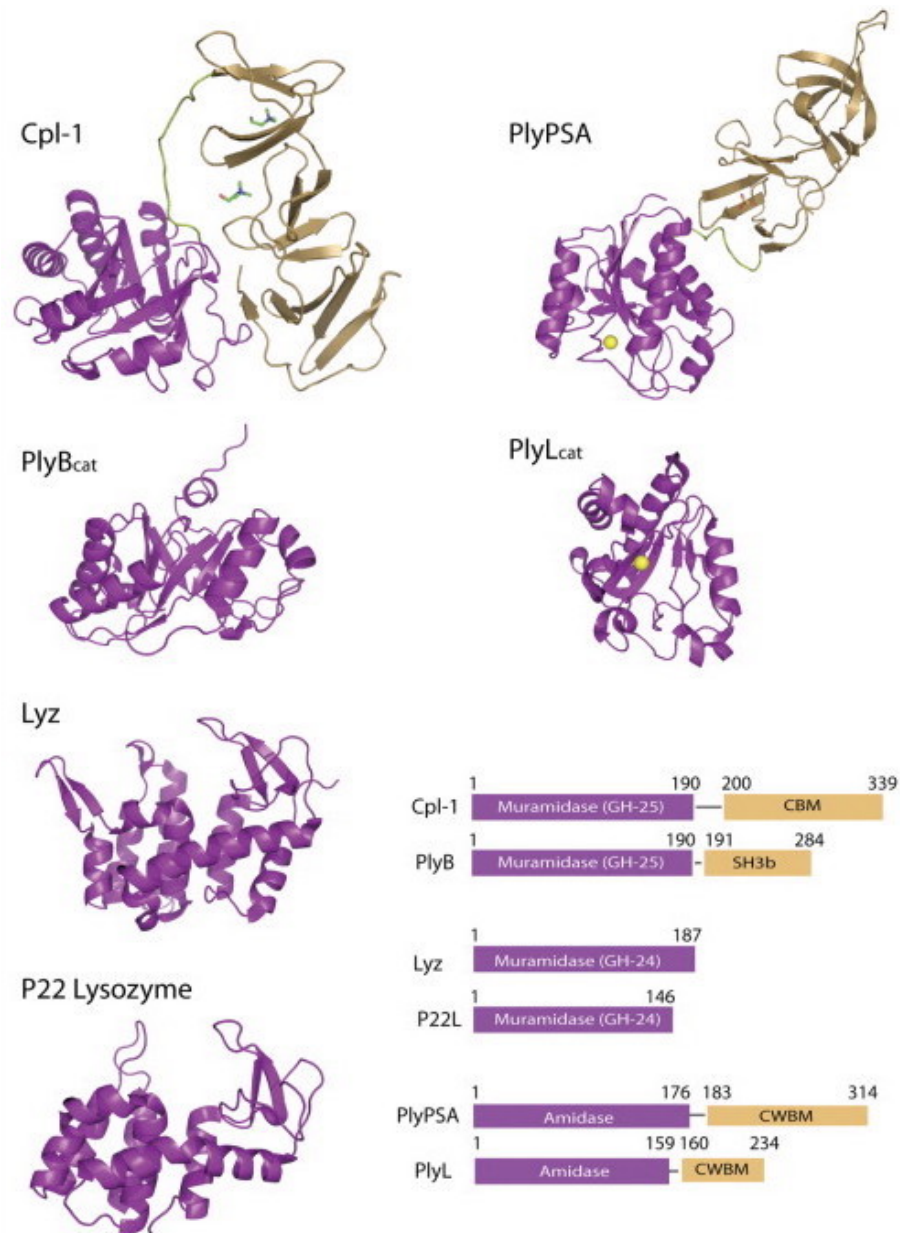 Cpl-1
PlyPSA
PlyBcat
PlyLcat
Lyz
P22 Lysozyme
1 190 200 339
Cpl-1 Muramidase (GH-25) CBM
1 190 191 284
PlyB Muramidase (GH-25) SH3b
1 187
Lyz Muramidase (GH-24)
1 146
P22L Muramidase (GH-24)
1 176 183 314
PlyPSA Amidase CWBM
1 159 160 234
PlyL Amidase CWBM